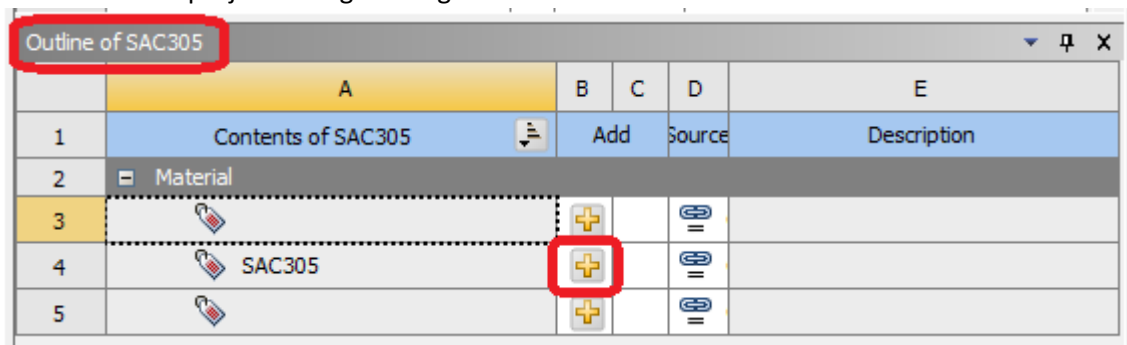 Outline of SAC305
A B C D E
1 Contents of SAC305 Add Source Description
2 Material
3
4 SAC305
5